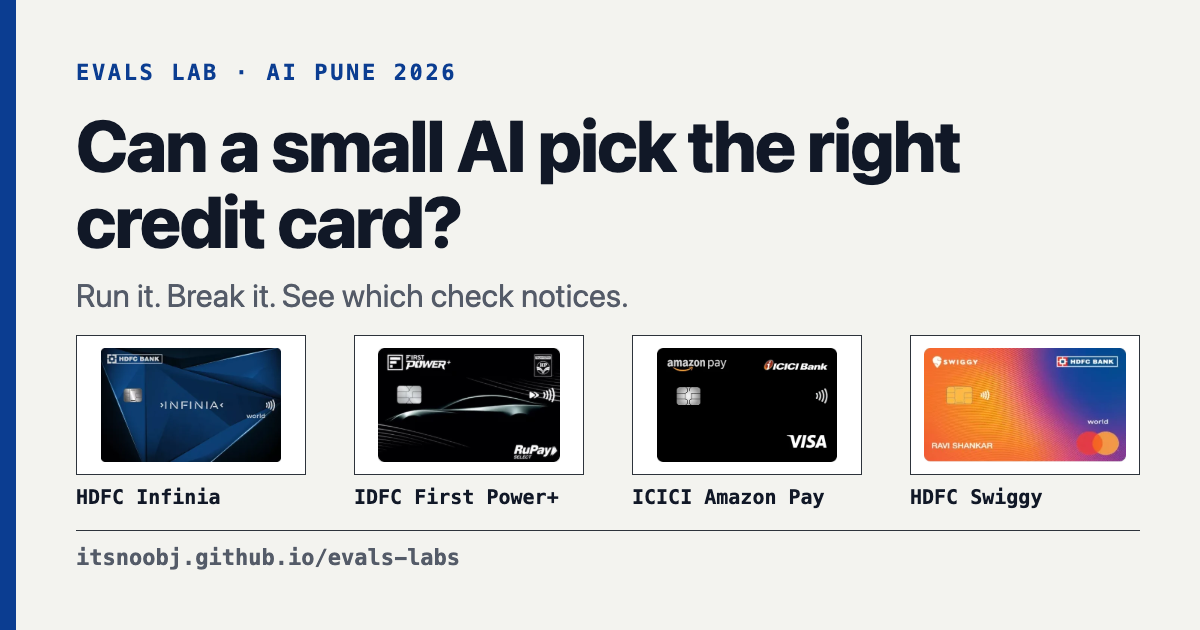 EVALS LAB · AI PUNE 2026
Can a small AI pick the right
credit card?
Run it. Break it. See which check notices.
HDFC BANK
INFINIA
world
FIRST
POWER+
RuPay
SELECT
amazon pay
ICICI Bank
VISA
SWIGGY
HDFC BANK
world
RAVI SHANKAR
HDFC Infinia
IDFC First Power+
ICICI Amazon Pay
HDFC Swiggy
itsnoobj.github.io/evals-labs